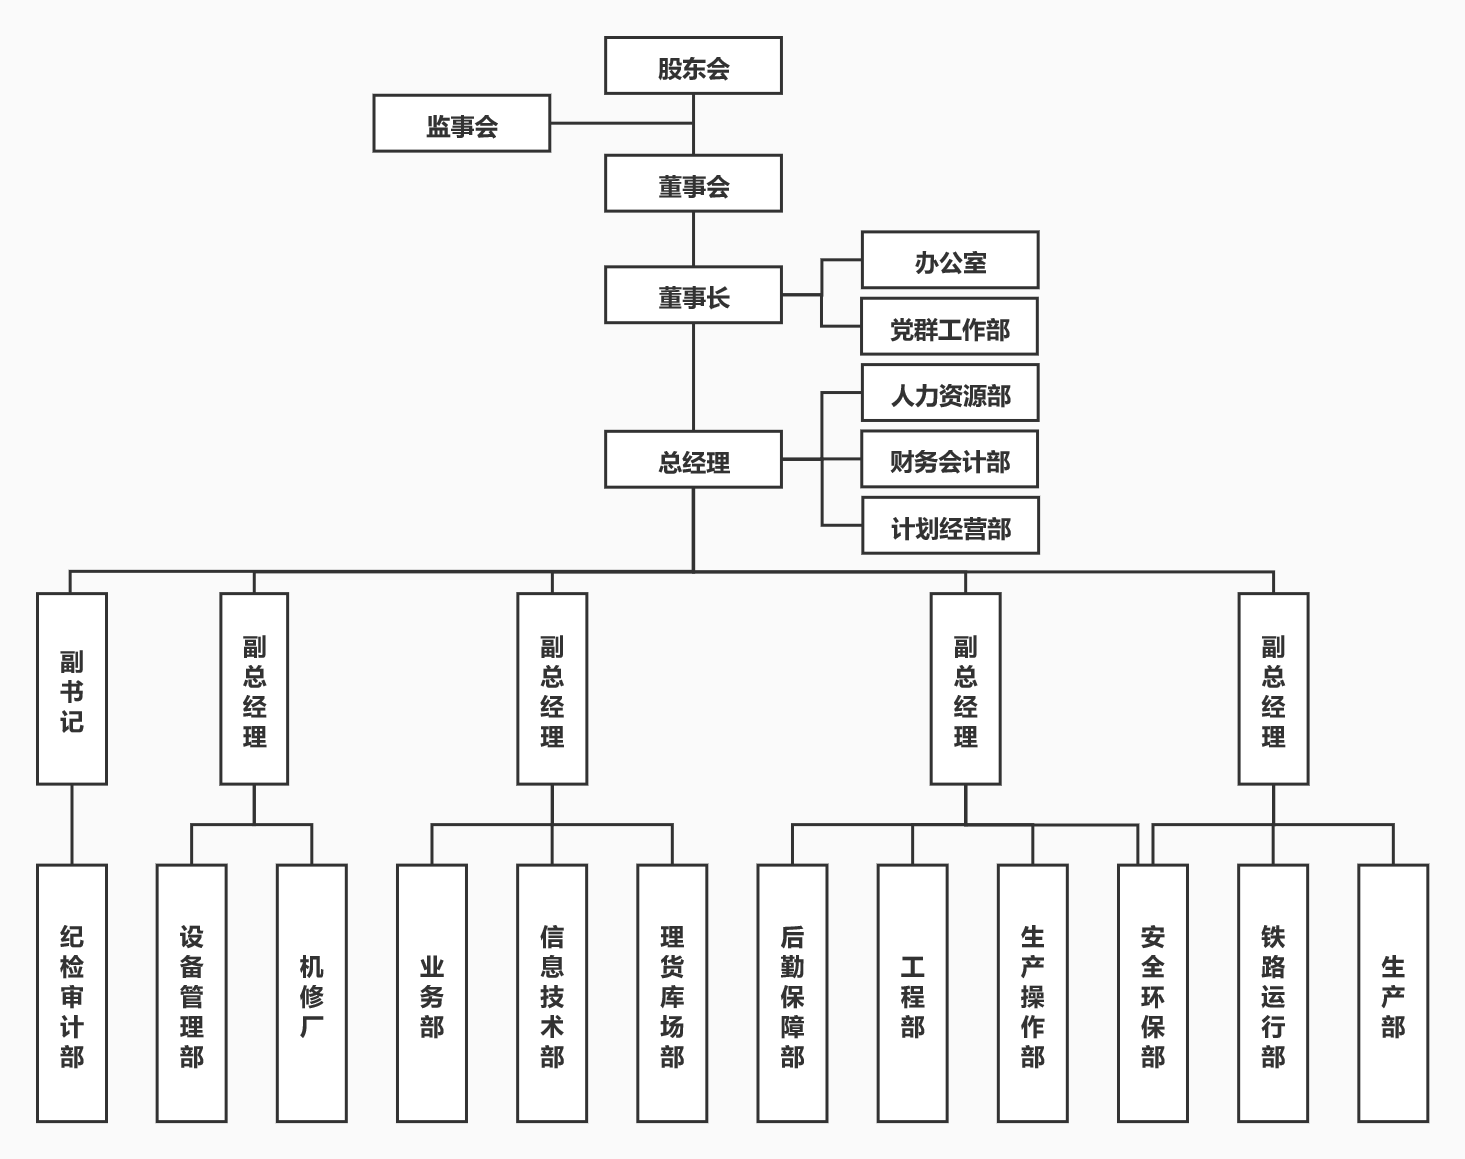 股东会
监事会
董事会
办公室
董事长
党群工作部
人力资源部
总经理
财务会计部
计划经营部
副书记
副总经理
副总经理
副总经理
副总经理
纪检审计部
设备管理部
机修厂
业务部
信息技术部
理货库场部
后勤保障部
工程部
生产操作部
安全环保部
铁路运行部
生产部